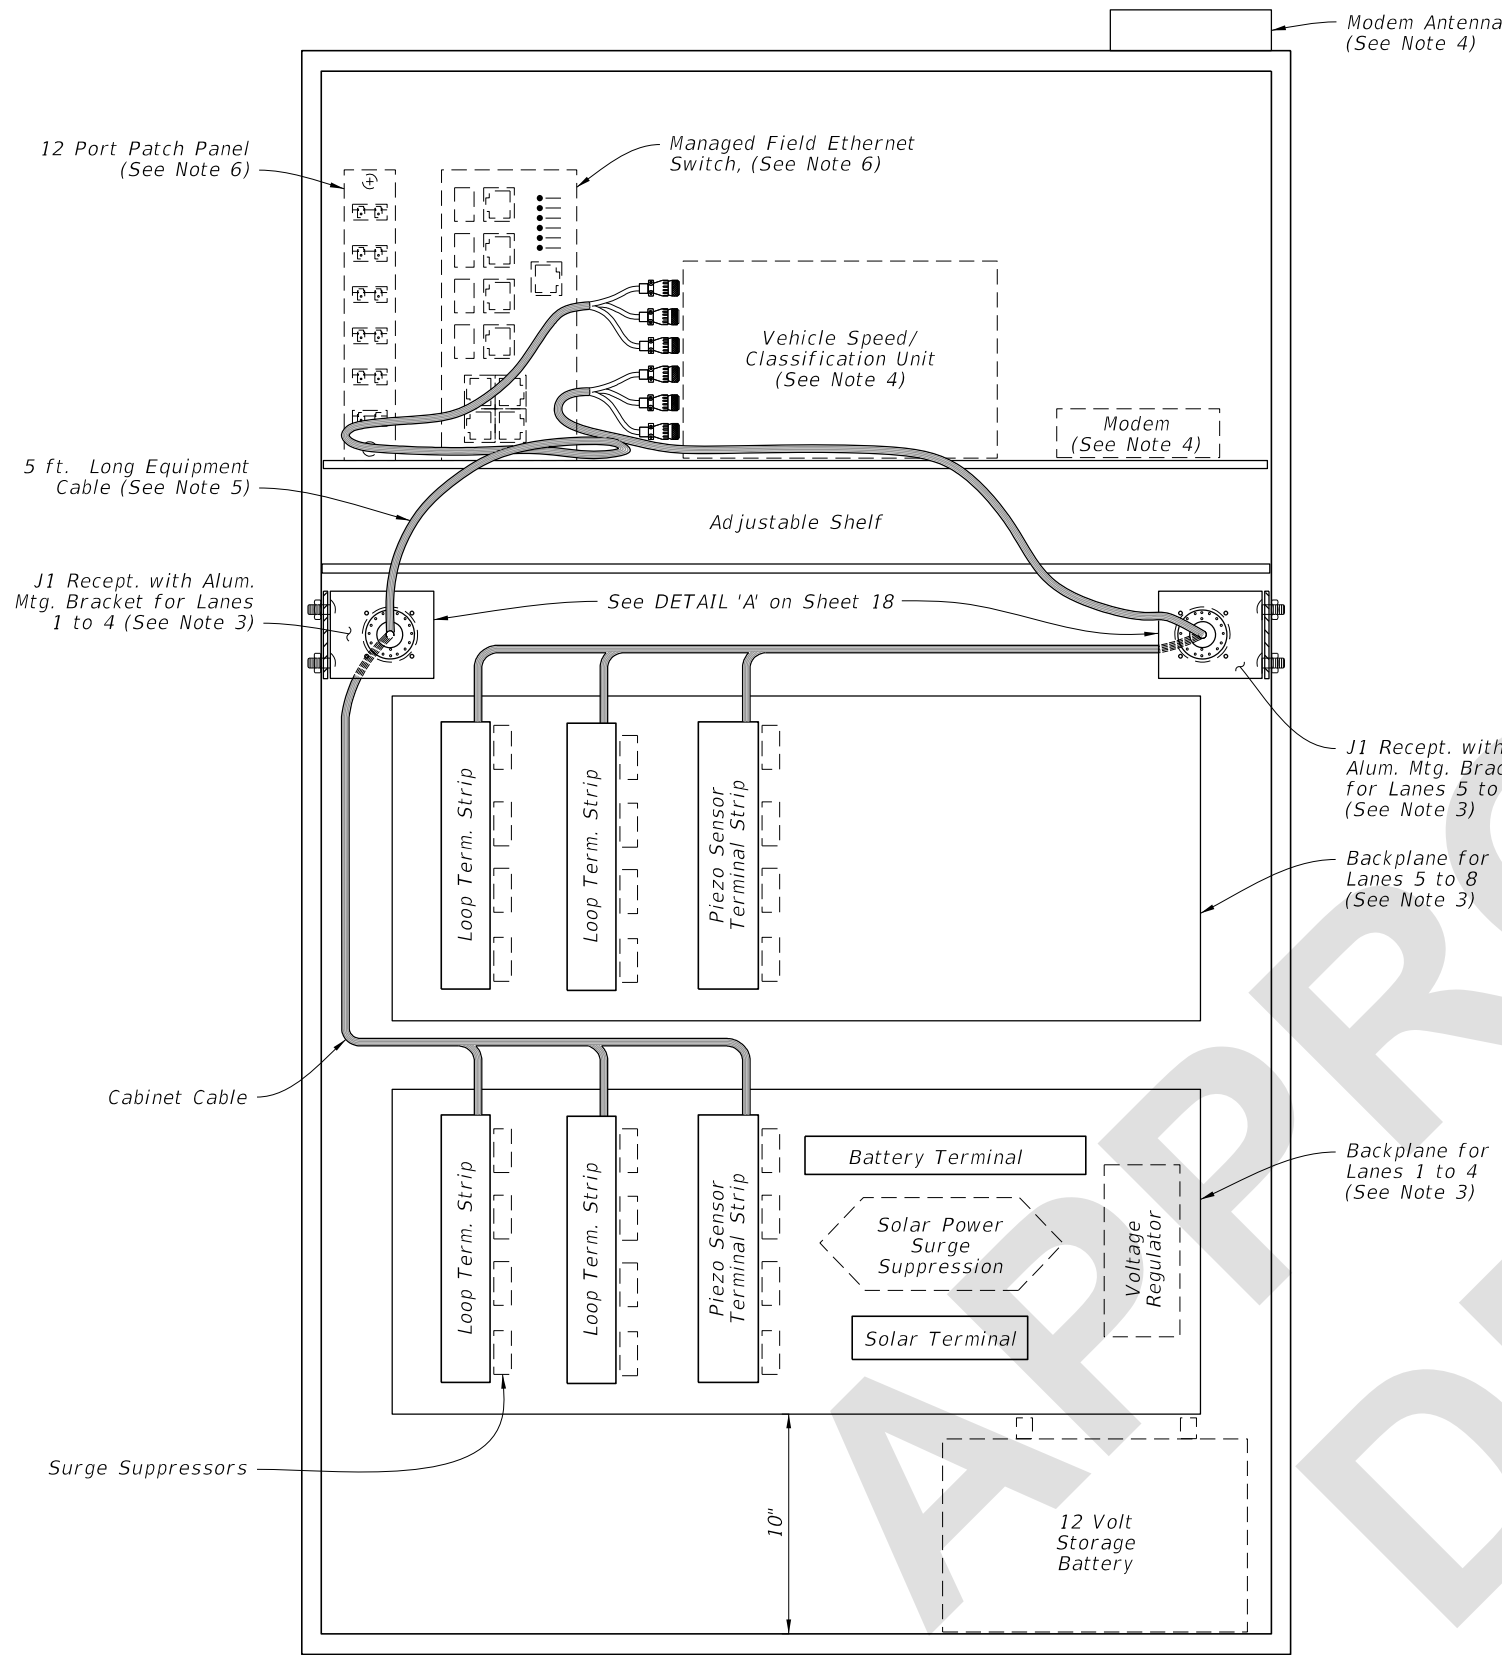 Modem Antenna
(See Note 4)
12 Port Patch Panel
(See Note 6)
Managed Field Ethernet
Switch, (See Note 6)
Vehicle Speed/
Classification Unit
(See Note 4)
Modem
(See Note 4)
5 ft. Long Equipment
Cable (See Note 5)
Adjustable Shelf
J1 Recept. with Alum.
Mtg. Bracket for Lanes
1 to 4 (See Note 3)
See DETAIL 'A' on Sheet 18
J1 Recept. with
Alum. Mtg.
for Lanes 5 to
(See Note 3)
Loop Term. Strip
Loop Term. Strip
Piezo Sensor
Terminal Strip
Backplane for
Lanes 5 to 8
(See Note 3)
Cabinet Cable
Loop Term. Strip
Loop Term. Strip
Piezo Sensor
Terminal Strip
Battery Terminal
Solar Power
Surge
Suppression
Solar Terminal
Voltage
Regulator
Backplane for
Lanes 1 to 4
(See Note 3)
Surge Suppressors
10"
12 Volt
Storage
Battery